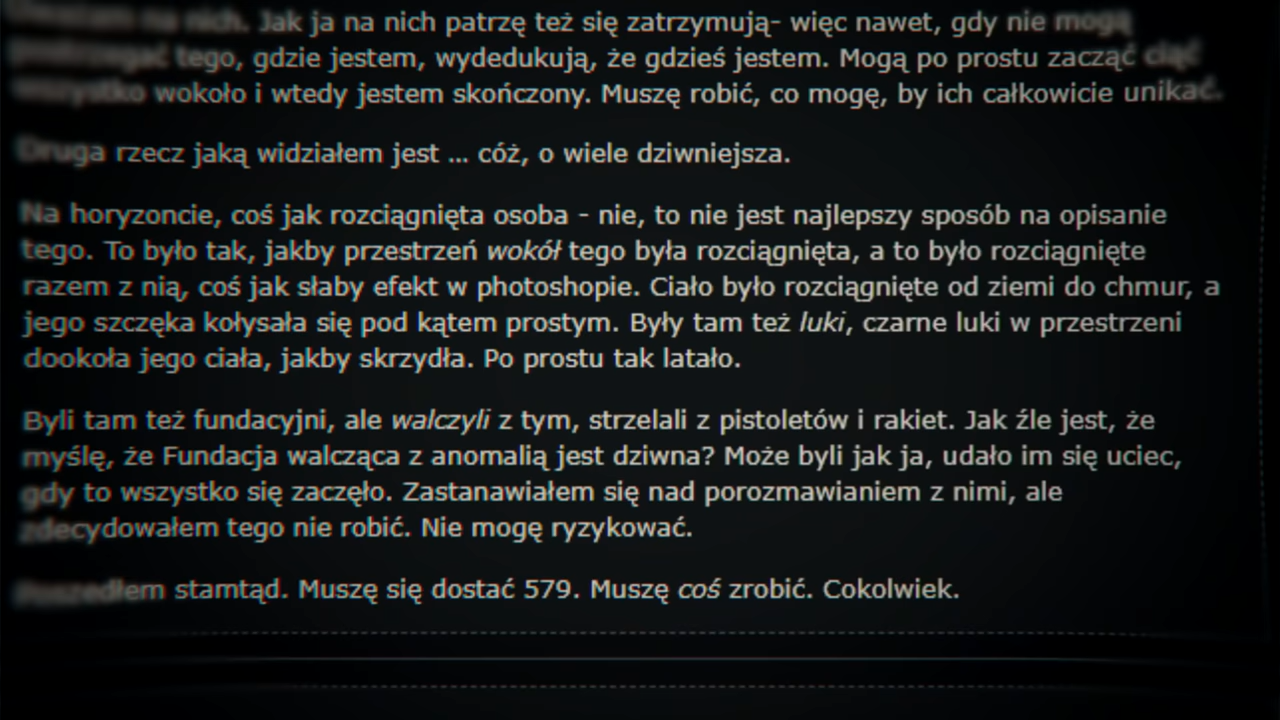 na nich. Jak ja na nich patrzę też się zatrzymują- więc nawet, gdy nie mogą
tego, gdzie jestem, wydedukują, że gdzieś jestem. Mogą po prostu zacząć ciąć
wszystko wokoło i wtedy jestem skończony. Muszę robić, co mogę, by ich całkowicie unikać.
Druga rzecz jaką widziałem jest ... cóż, o wiele dziwniejsza.
Na horyzoncie, coś jak rozciągnięta osoba - nie, to nie jest najlepszy sposób na opisanie
tego. To było tak, jakby przestrzeń wokół tego była rozciągnięta, a to było rozciągnięte
razem z nią, coś jak słaby efekt w photoshopie. Ciało było rozciągnięte od ziemi do chmur, a
jego szczęka kołysała się pod kątem prostym. Były tam też luki, czarne luki w przestrzeni
dookoła jego ciała, jakby skrzydła. Po prostu tak latało.
Byli tam też fundacyjni, ale walczyli z tym, strzelali z pistoletów i rakiet. Jak źle jest, że
myślę, że Fundacja walcząca z anomalią jest dziwna? Może byli jak ja, udało im się uciec,
gdy to wszystko się zaczęło. Zastanawiałem się nad porozmawianiem z nimi, ale
zdecydowałem tego nie robić. Nie mogę ryzykować.
Poszedłem stamtąd. Muszę się dostać 579. Muszę coś zrobić. Cokolwiek.